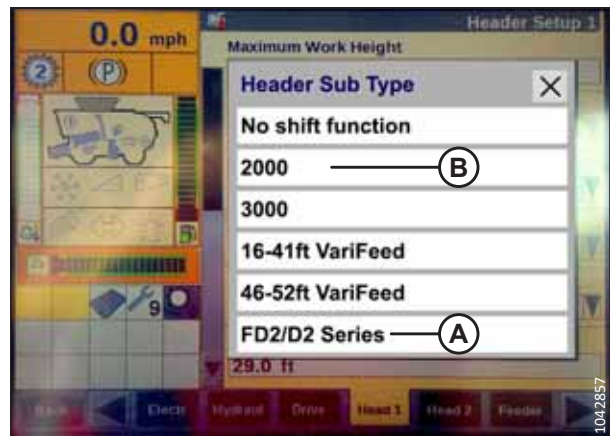 0.0 mph
Header Setup 1
Maximum Work Height
2
P
Header Sub Type
No shift function
2000
B
3000
16-41ft VariFeed
46-52ft VariFeed
9
FD2/D2 Series
A
29.0 ft
Back
Electr
Hydraul
Drive
Head 1
Head 2
Feeder
1042857